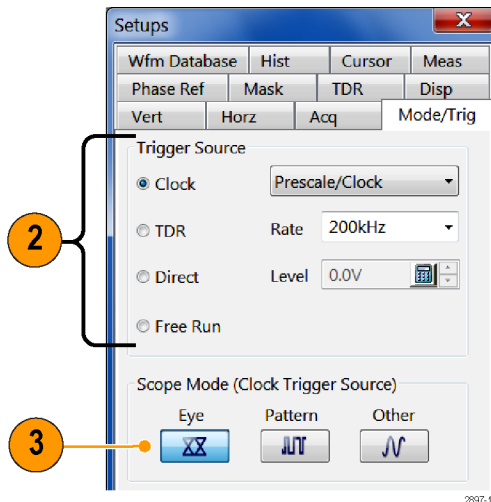 Setups
X
Wfm Database Hist Cursor Meas
Phase Ref Mask TDR Disp
Vert Horz Acq Mode/Trig
Trigger Source
Clock Prescale/Clock
2
TDR Rate 200kHz
Direct Level 0.0V
Free Run
Scope Mode (Clock Trigger Source)
Eye Pattern Other
3